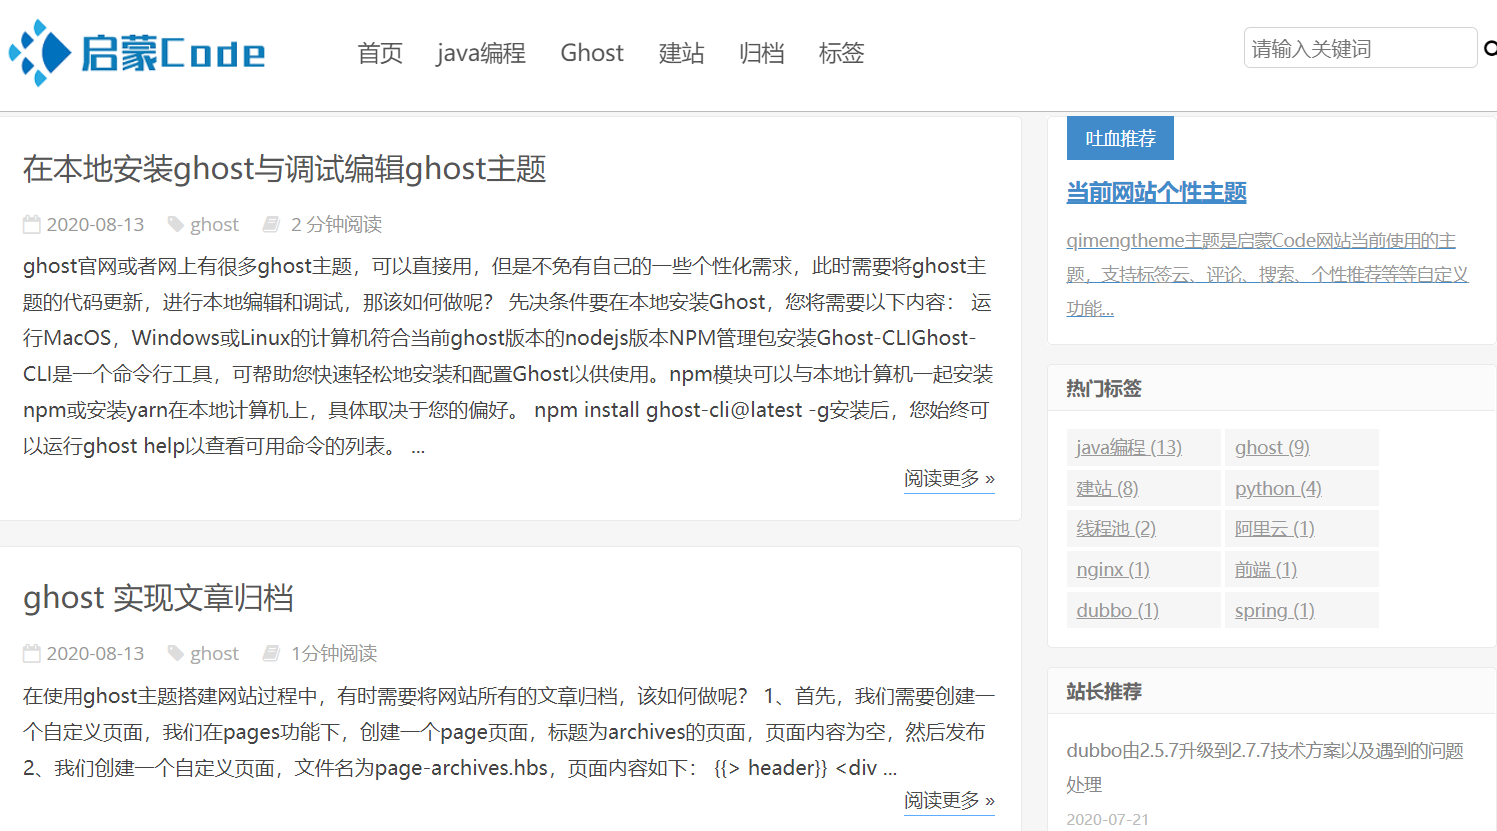 启蒙Code
首页 java编程 Ghost 建站 归档 标签
请输入关键词
在本地安装ghost与调试编辑ghost主题
2020-08-13 ghost 2 分钟阅读
ghost官网或者网上有很多ghost主题，可以直接用，但是不免有自己的一些个性化需求，此时需要将ghost主
题的代码更新，进行本地编辑和调试，那该如何做呢？ 先决条件要在本地安装Ghost，您将需要以下内容： 运
行MacOS，Windows或Linux的计算机符合当前ghost版本的nodejs版本NPM管理包安装Ghost-CLIGhost-
CLI是一个命令行工具，可帮助您快速轻松地安装和配置Ghost以供使用。npm模块可以与本地计算机一起安装
npm或安装yarn在本地计算机上，具体取决于您的偏好。 npm install ghost-cli@latest -g安装后，您始终可
以运行ghost help以查看可用命令的列表。 ...
阅读更多 »
ghost 实现文章归档
2020-08-13 ghost 1分钟阅读
在使用ghost主题搭建网站过程中，有时需要将网站所有的文章归档，该如何做呢？ 1、首先，我们需要创建一
个自定义页面，我们在pages功能下，创建一个page页面，标题为archives的页面，页面内容为空，然后发布
2、我们创建一个自定义页面，文件名为page-archives.hbs，页面内容如下： {{> header}} <div ...
阅读更多 »
吐血推荐
当前网站个性主题
qimengtheme主题是启蒙Code网站当前使用的主
题，支持标签云、评论、搜索、个性推荐等等自定义
功能...
热门标签
java编程 (13) ghost (9)
建站 (8) python (4)
线程池 (2) 阿里云 (1)
nginx (1) 前端 (1)
dubbo (1) spring (1)
站长推荐
dubbo由2.5.7升级到2.7.7技术方案以及遇到的问题
处理
2020-07-21